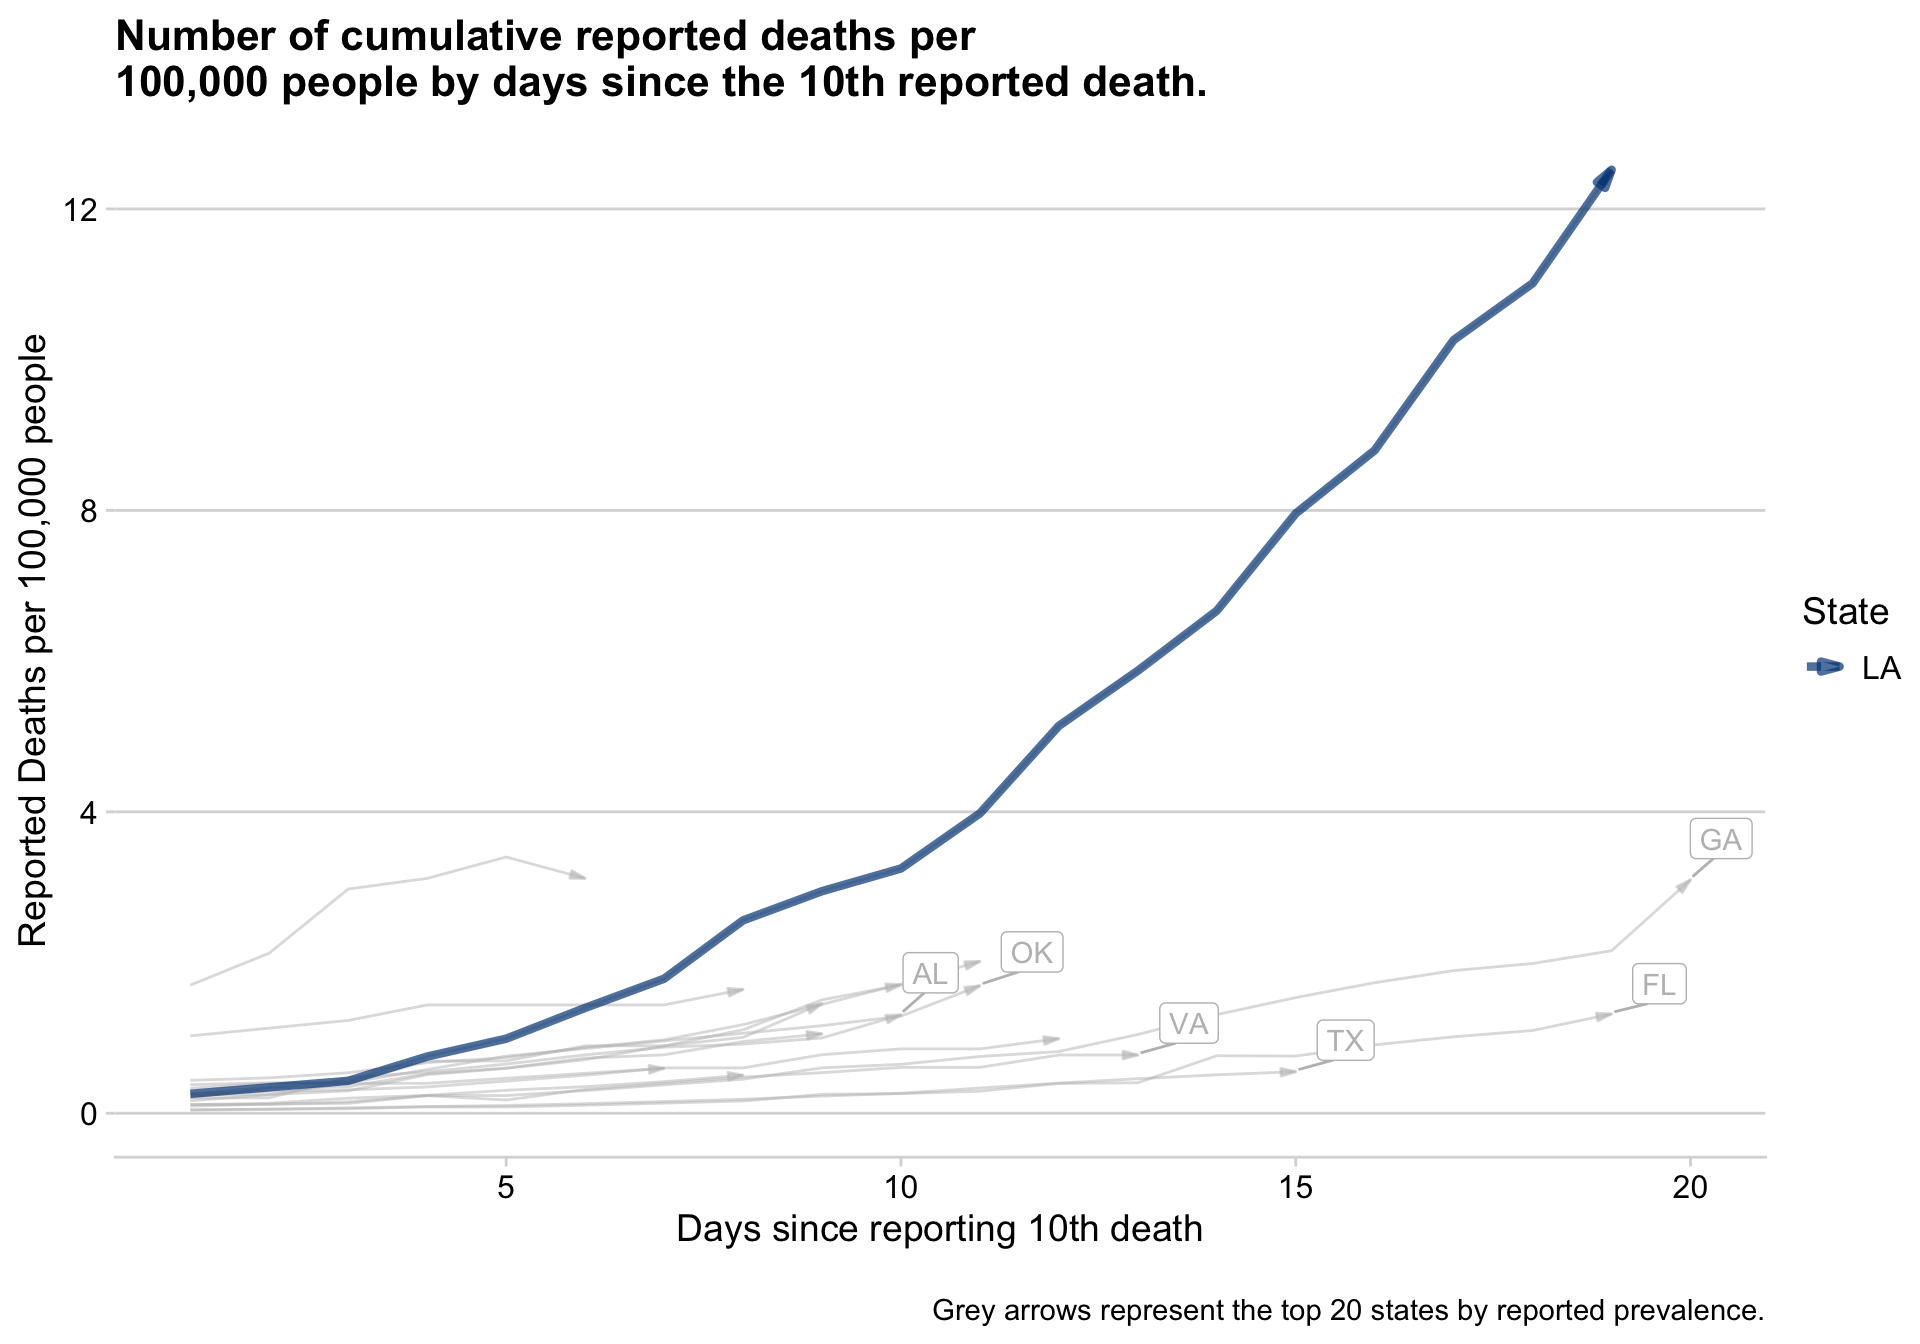 Number of cumulative reported deaths per
100,000 people by days since the 10th reported death.
Reported Deaths per 100,000 people
12
8
4
0
GA
OK
AL
FL
VA
TX
State
LA
5
10
15
20
Days since reporting 10th death
Grey arrows represent the top 20 states by reported prevalence.